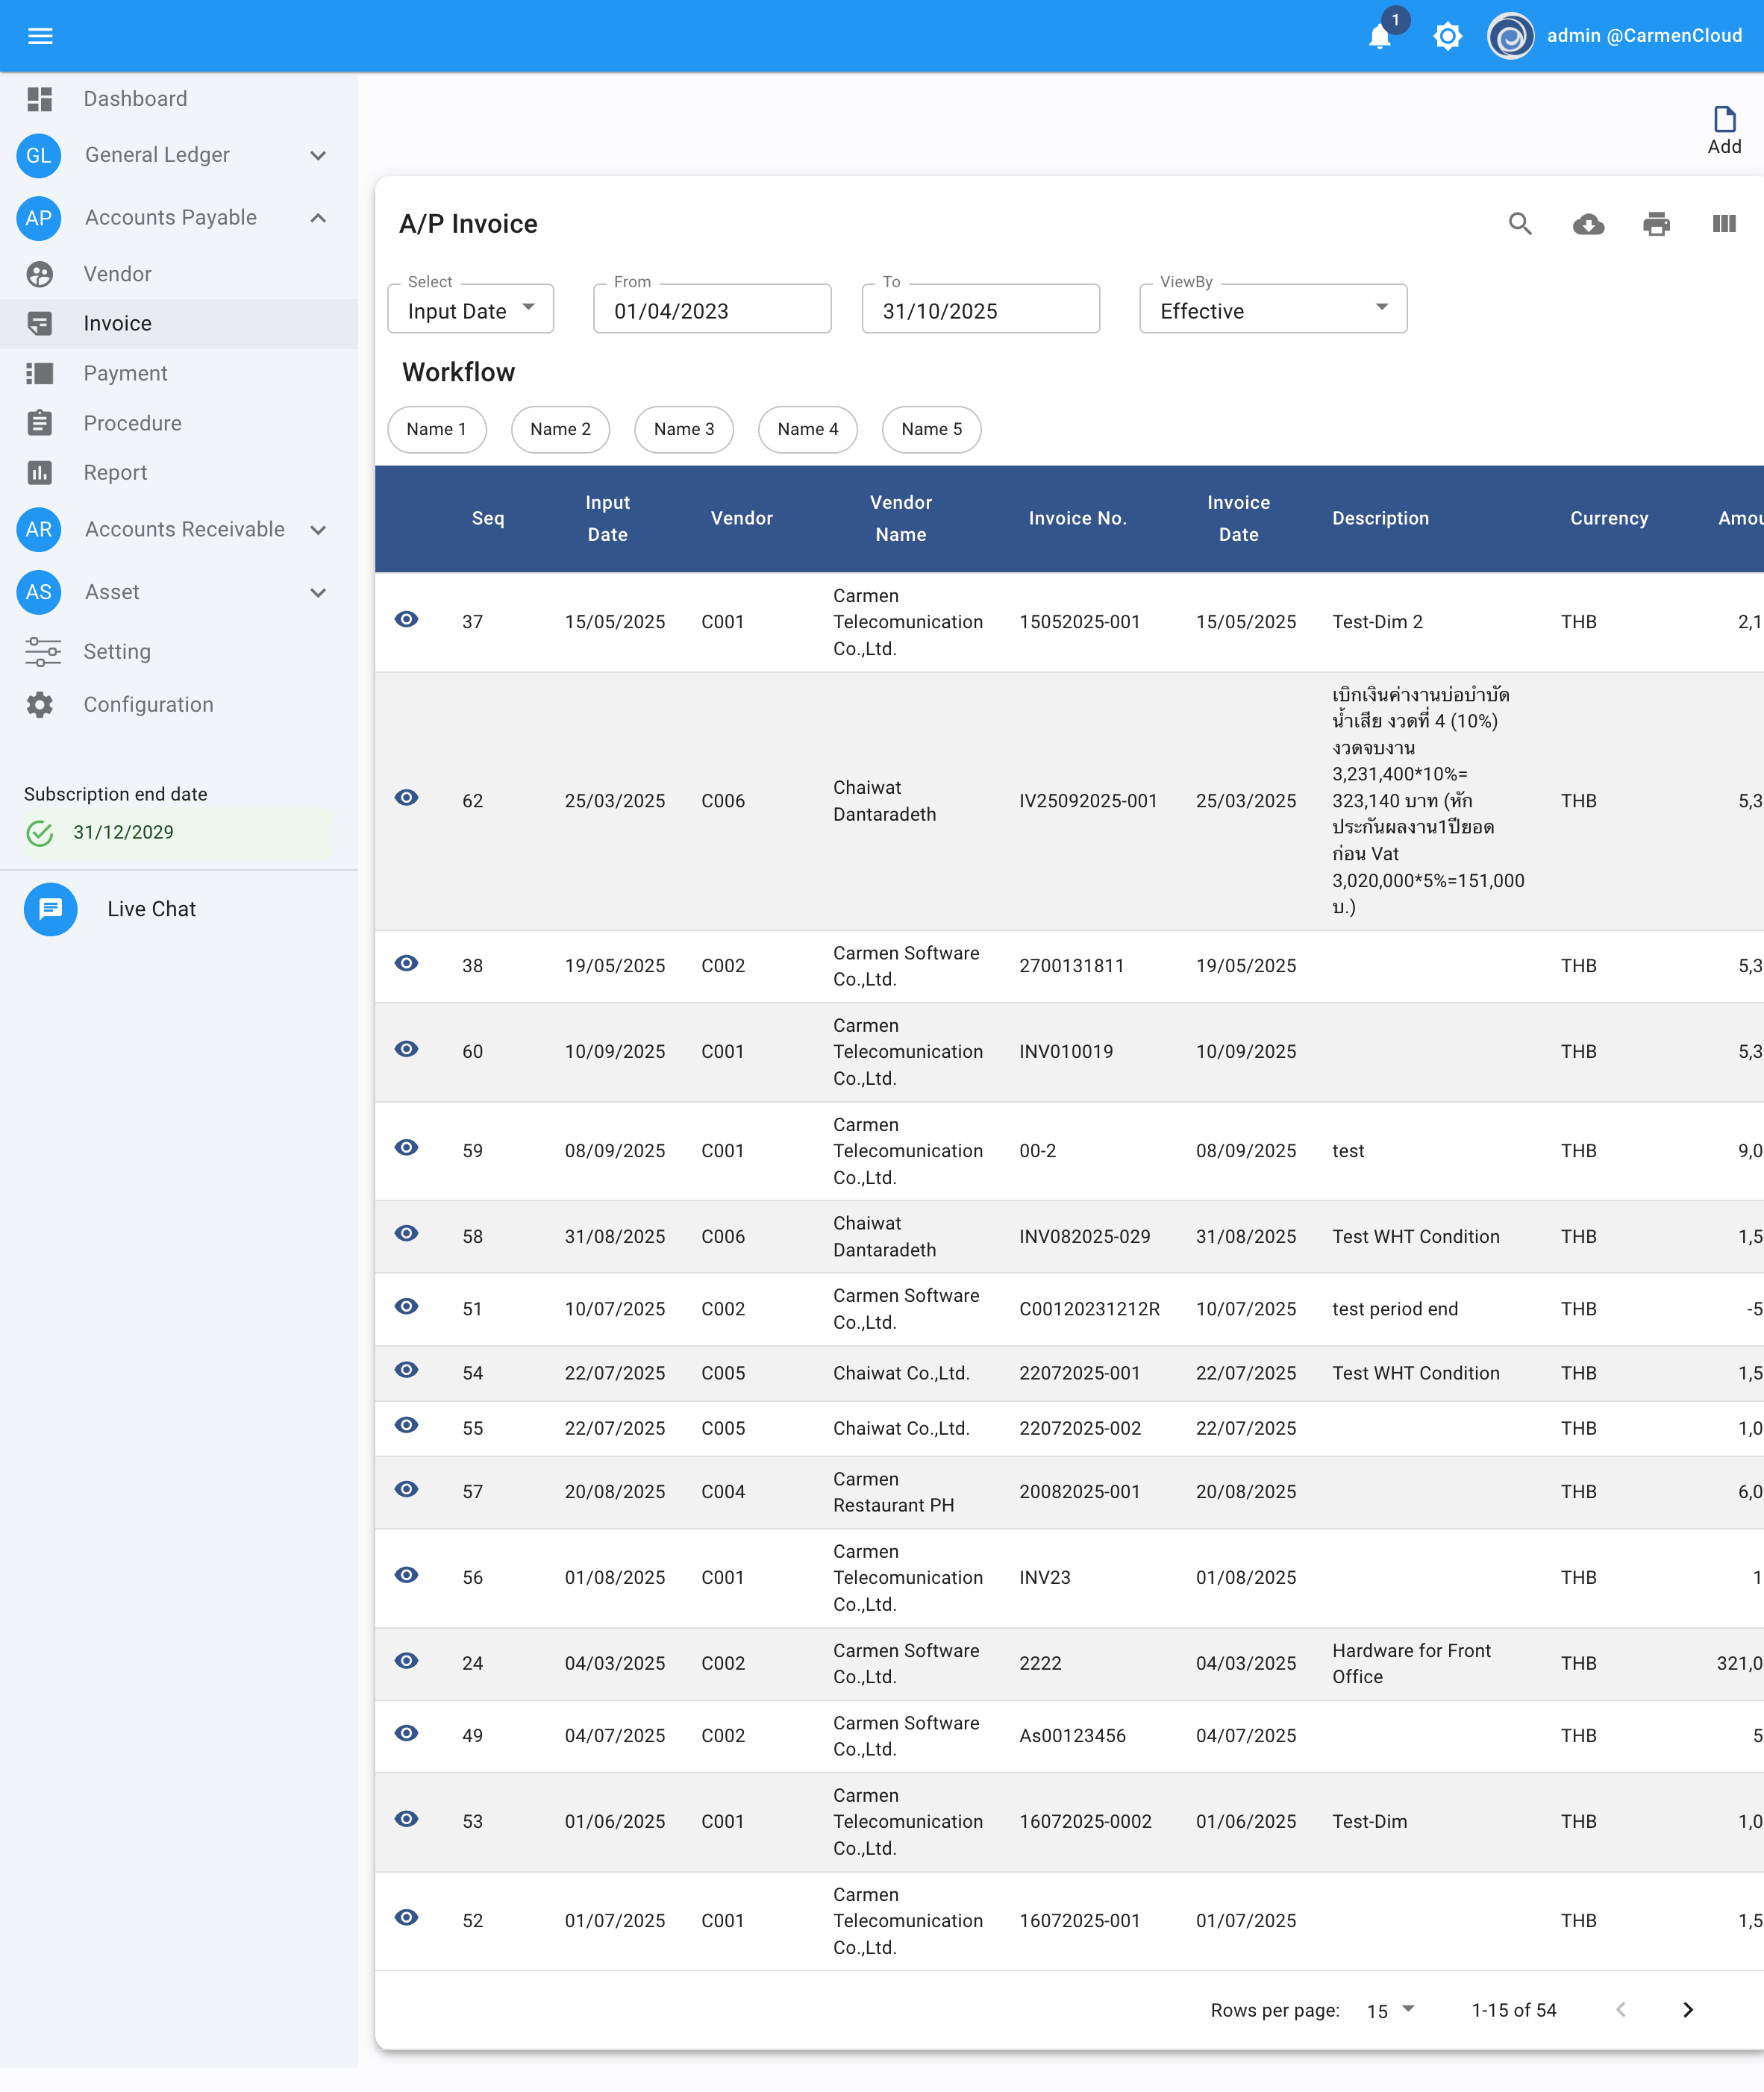 1
admin @CarmenCloud
Dashboard
GL General Ledger
AP Accounts Payable
Vendor
Invoice
Payment
Procedure
Report
AR Accounts Receivable
AS Asset
Setting
Configuration
Subscription end date
31/12/2029
Live Chat
Add
A/P Invoice
Select
Input Date
From
01/04/2023
To
31/10/2025
ViewBy
Effective
Workflow
Name 1 Name 2 Name 3 Name 4 Name 5
Seq
Input
Date
Vendor
Vendor
Name
Invoice No.
Invoice
Date
Description
Currency
Amou
37 15/05/2025 C001
Carmen
Telecomunication
Co.,Ltd.
15052025-001 15/05/2025 Test-Dim 2 THB 2,1
62 25/03/2025 C006
Chaiwat
Dantaradeth
IV25092025-001 25/03/2025
เบิกเงินค่างานบ่อบำบัด
น้ำเสีย งวดที่ 4 (10%)
งวดจบงาน
3,231,400*10%=
323,140 บาท (หัก
ประกันผลงาน1ปียอด
ก่อน Vat
3,020,000*5%=151,000
บ.)
THB 5,3
38 19/05/2025 C002
Carmen Software
Co.,Ltd.
2700131811 19/05/2025 THB 5,3
60 10/09/2025 C001
Carmen
Telecomunication
Co.,Ltd.
INV010019 10/09/2025 THB 5,3
59 08/09/2025 C001
Carmen
Telecomunication
Co.,Ltd.
00-2 08/09/2025 test THB 9,0
58 31/08/2025 C006
Chaiwat
Dantaradeth
INV082025-029 31/08/2025 Test WHT Condition THB 1,5
51 10/07/2025 C002
Carmen Software
Co.,Ltd.
C00120231212R 10/07/2025 test period end THB -5
54 22/07/2025 C005 Chaiwat Co.,Ltd. 22072025-001 22/07/2025 Test WHT Condition THB 1,5
55 22/07/2025 C005 Chaiwat Co.,Ltd. 22072025-002 22/07/2025 THB 1,0
57 20/08/2025 C004
Carmen
Restaurant PH
20082025-001 20/08/2025 THB 6,0
56 01/08/2025 C001
Carmen
Telecomunication
Co.,Ltd.
INV23 01/08/2025 THB 1
24 04/03/2025 C002
Carmen Software
Co.,Ltd.
2222 04/03/2025
Hardware for Front
Office
THB 321,0
49 04/07/2025 C002
Carmen Software
Co.,Ltd.
As00123456 04/07/2025 THB 5
53 01/06/2025 C001
Carmen
Telecomunication
Co.,Ltd.
16072025-0002 01/06/2025 Test-Dim THB 1,0
52 01/07/2025 C001
Carmen
Telecomunication
Co.,Ltd.
16072025-001 01/07/2025 THB 1,5
Rows per page: 15 1-15 of 54